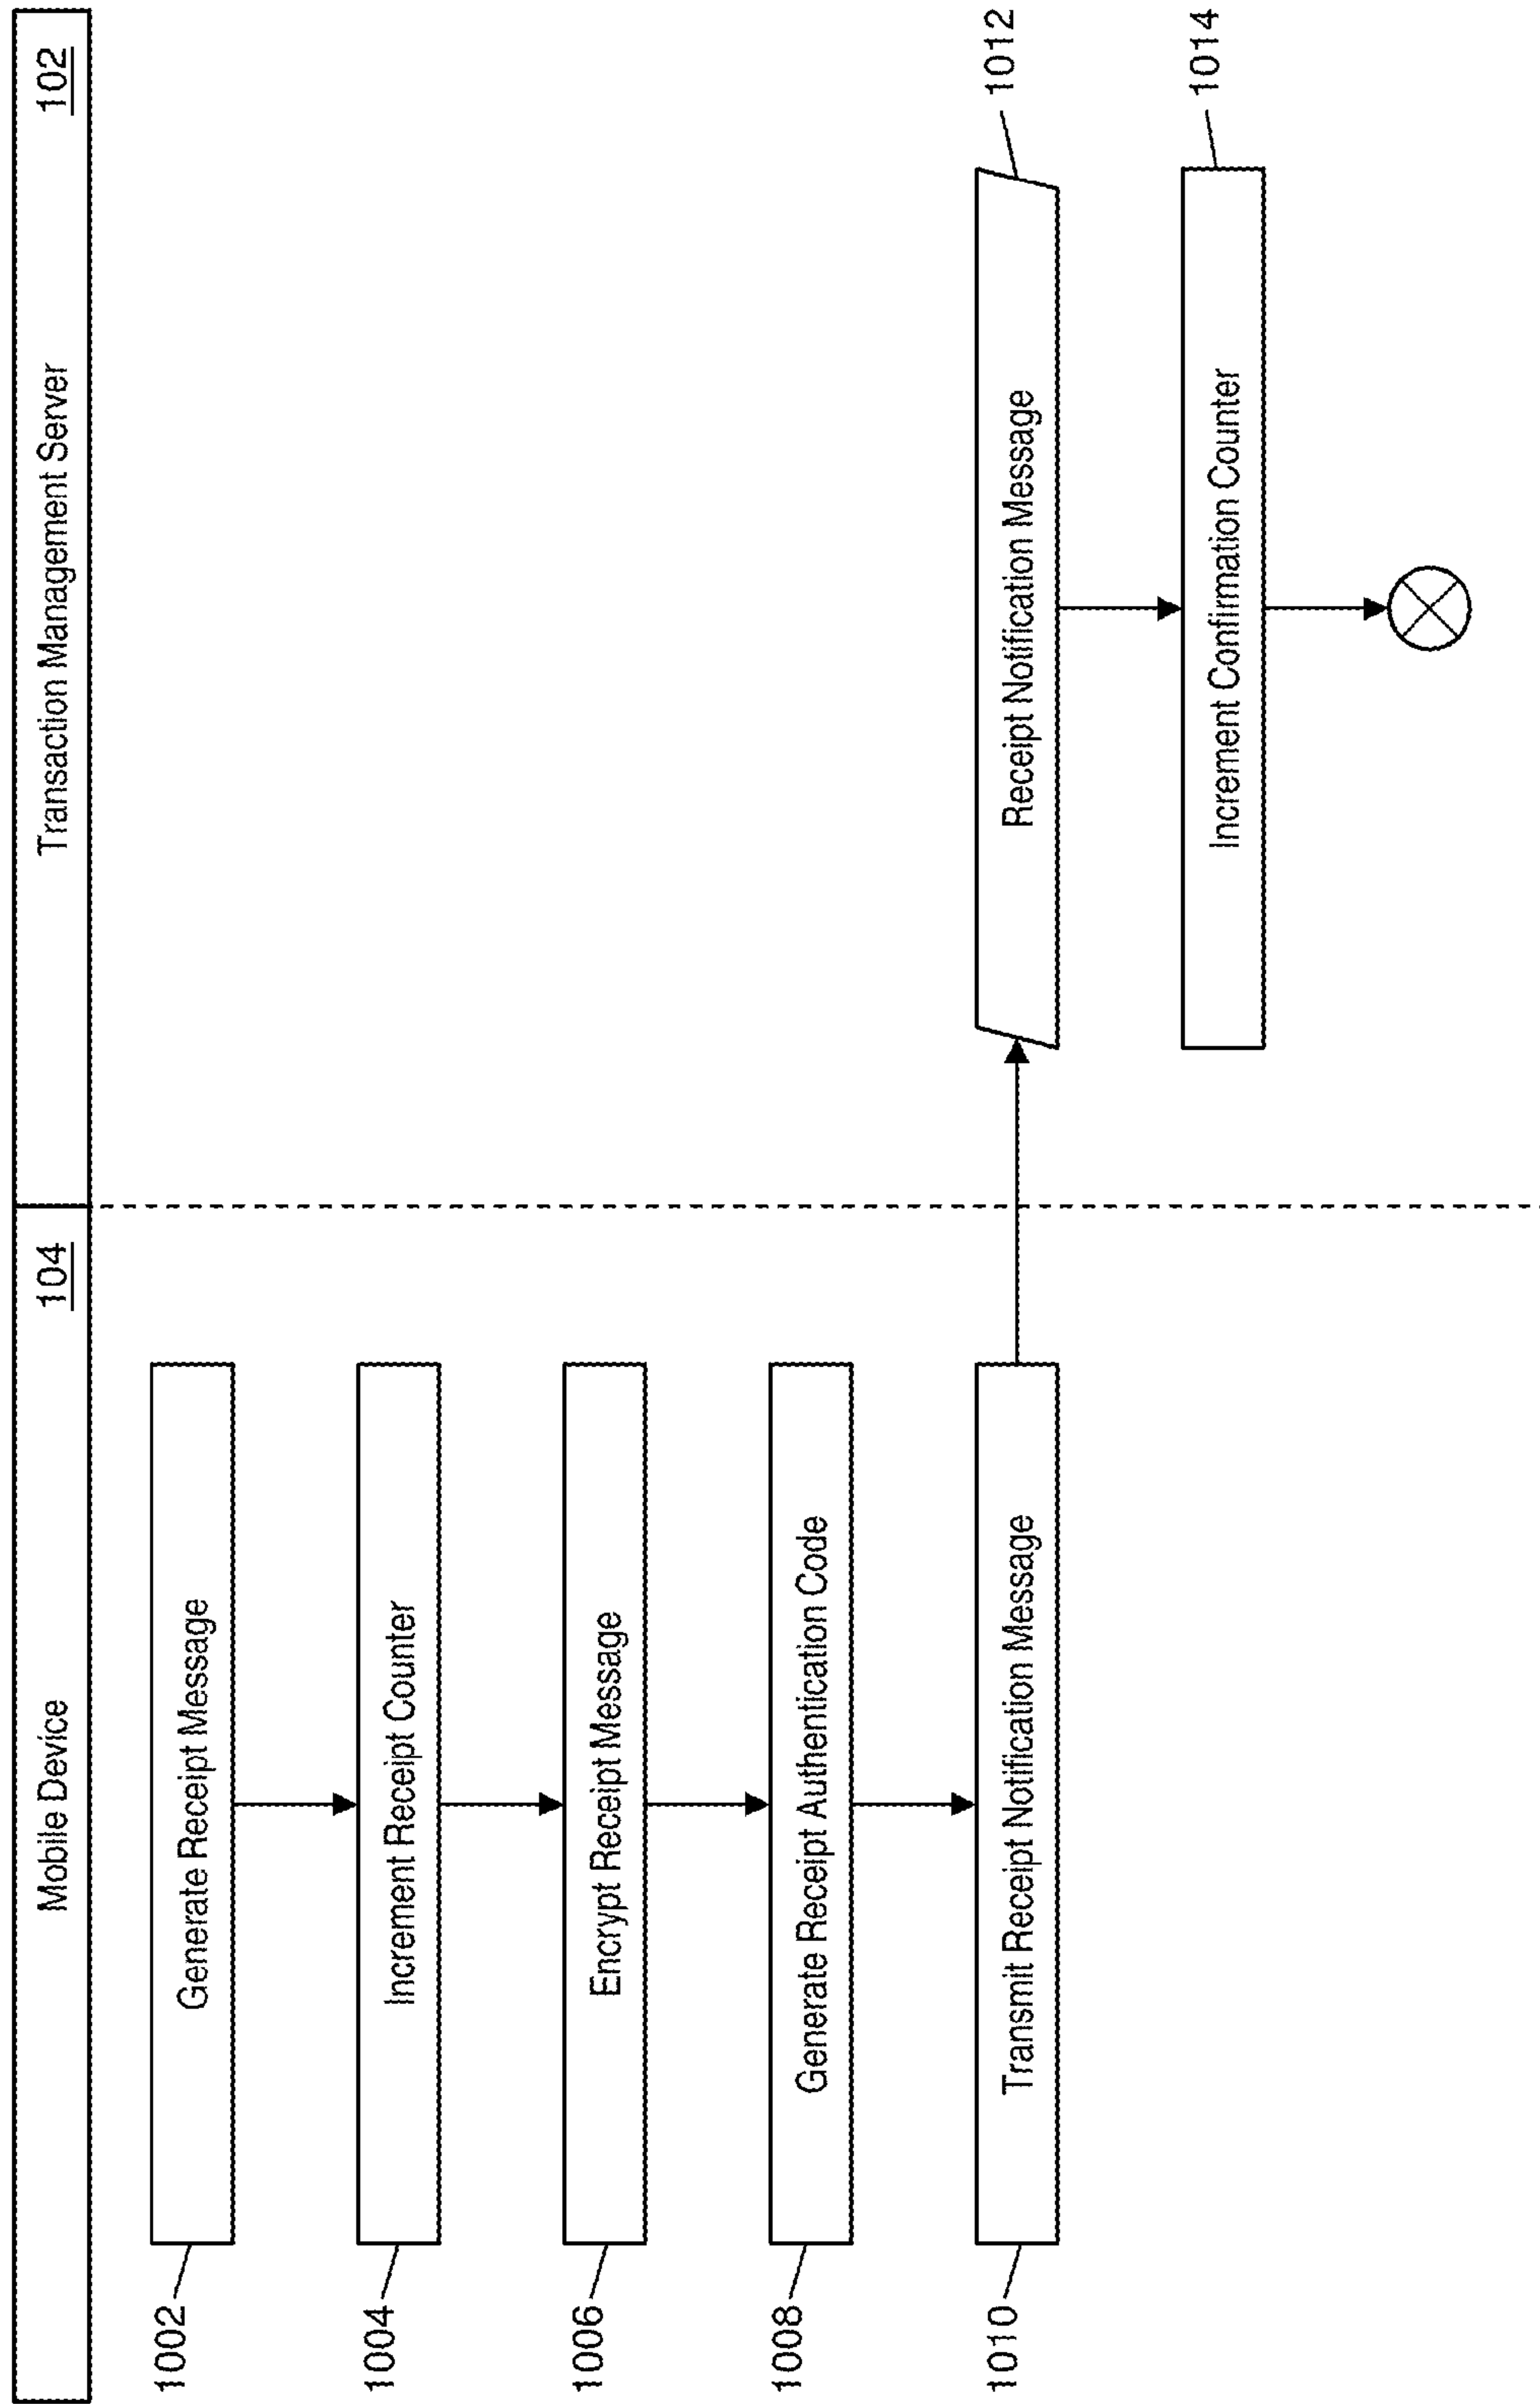 Mobile Device 104
Transaction Management Server 102
1002
Generate Receipt Message
1004
Increment Receipt Counter
1006
Encrypt Receipt Message
1008
Generate Receipt Authentication Code
1010
Transmit Receipt Notification Message
Receipt Notification Message
1012
Increment Confirmation Counter
1014